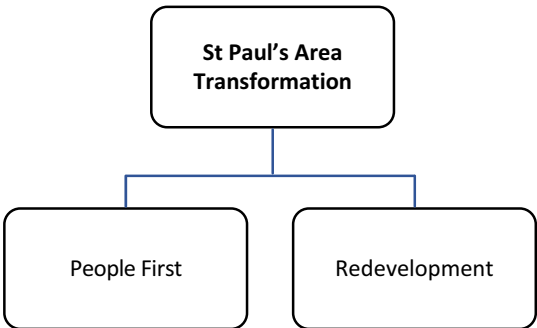 St Paul’s Area
Transformation
People First
Redevelopment